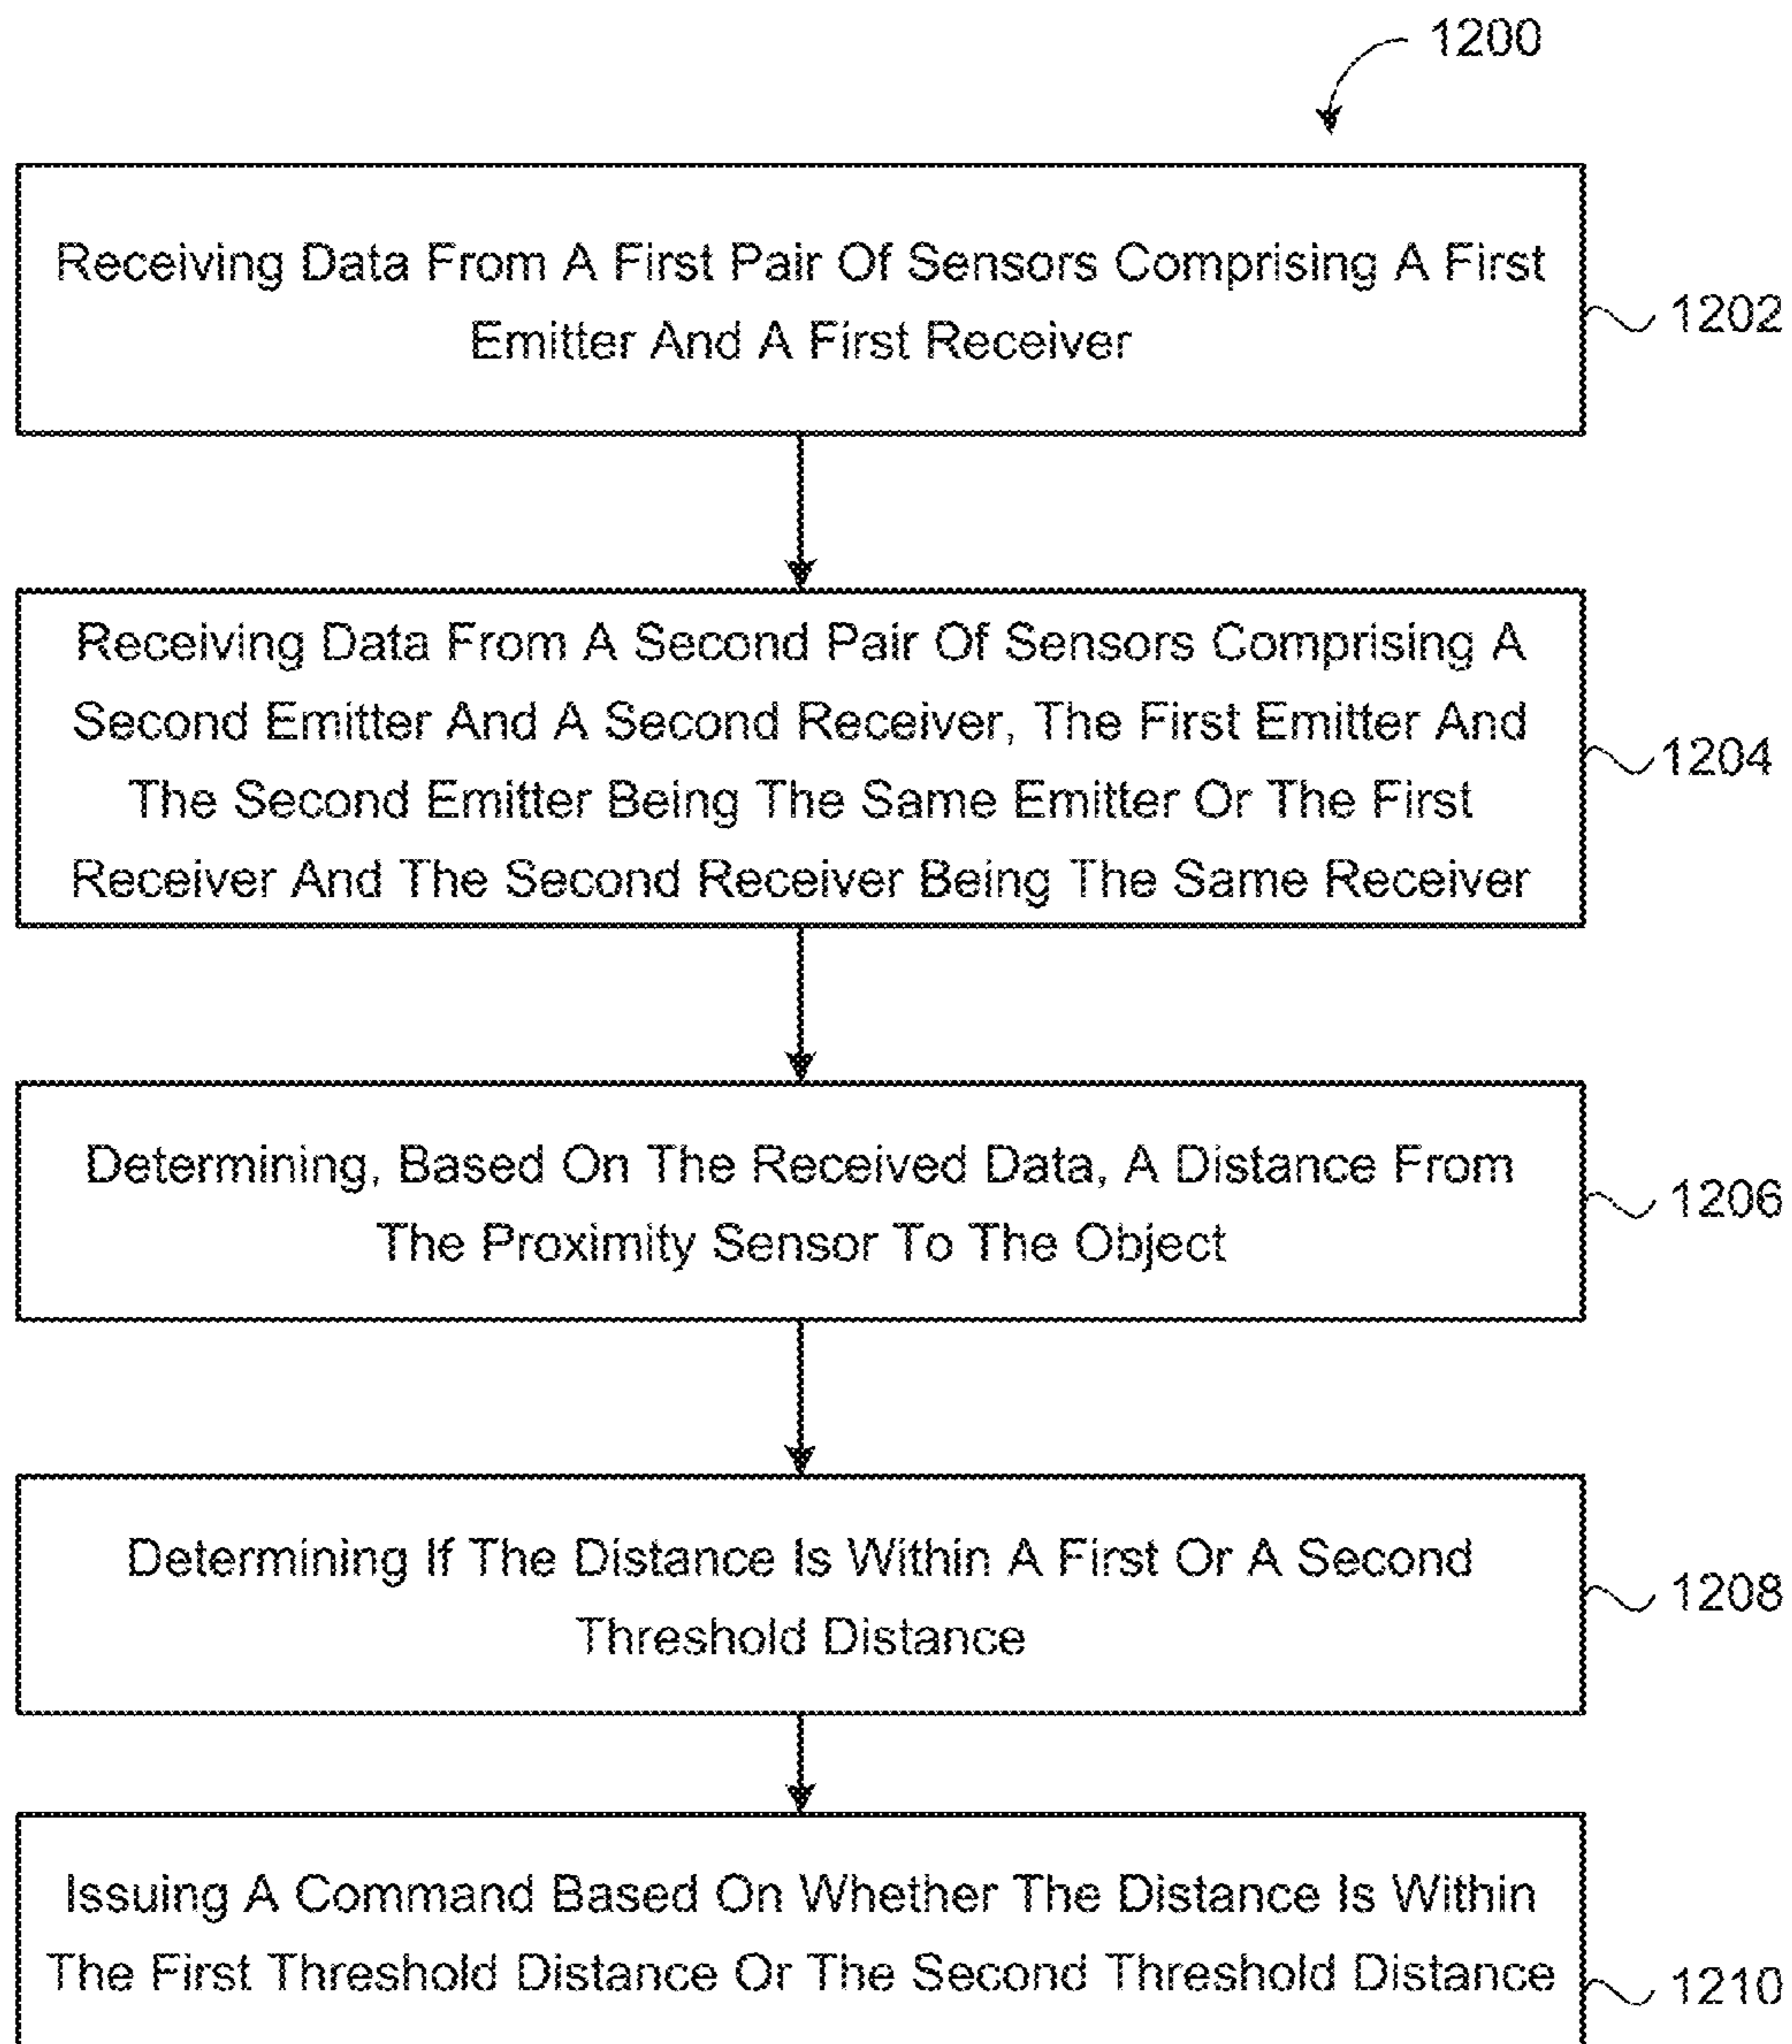 1200
Receiving Data From A First Pair Of Sensors Comprising A First
Emitter And A First Receiver
1202
Receiving Data From A Second Pair Of Sensors Comprising A
Second Emitter And A Second Receiver, The First Emitter And
The Second Emitter Being The Same Emitter Or The First
Receiver And The Second Receiver Being The Same Receiver
1204
Determining, Based On The Received Data, A Distance From
The Proximity Sensor To The Object
1206
Determining If The Distance Is Within A First Or A Second
Threshold Distance
1208
Issuing A Command Based On Whether The Distance Is Within
The First Threshold Distance Or The Second Threshold Distance
1210